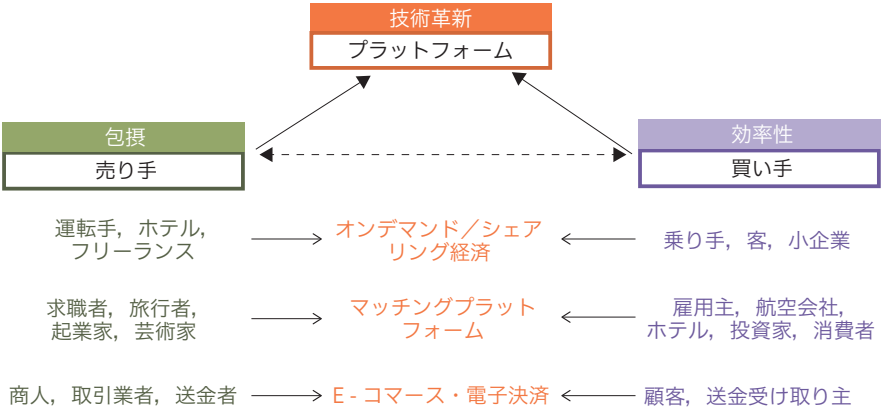 技術革新
プラットフォーム
包摂
売り手
効率性
買い手
運転手，ホテル，
フリーランス
オンデマンド／シェア
リング経済
乗り手，客，小企業
求職者，旅行者，
起業家，芸術家
マッチングプラット
フォーム
雇用主，航空会社，
ホテル，投資家，消費者
商人，取引業者，送金者
E - コマース・電子決済
顧客，送金受け取り主